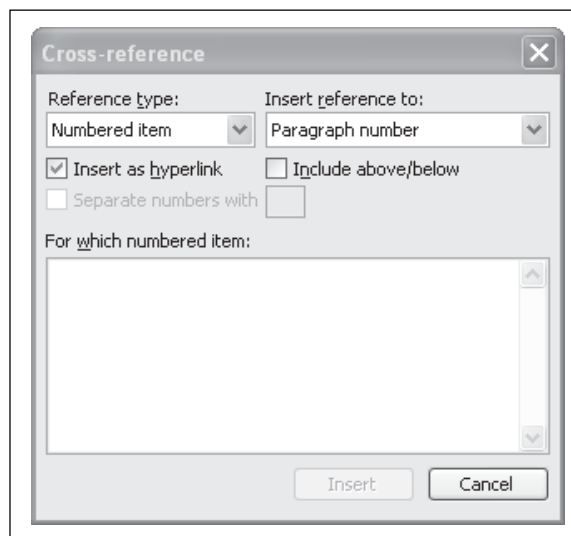 Cross-reference
Reference type: Insert reference to:
Numbered item Paragraph number
Insert as hyperlink Include above/below
Separate numbers with
For which numbered item:
Insert Cancel